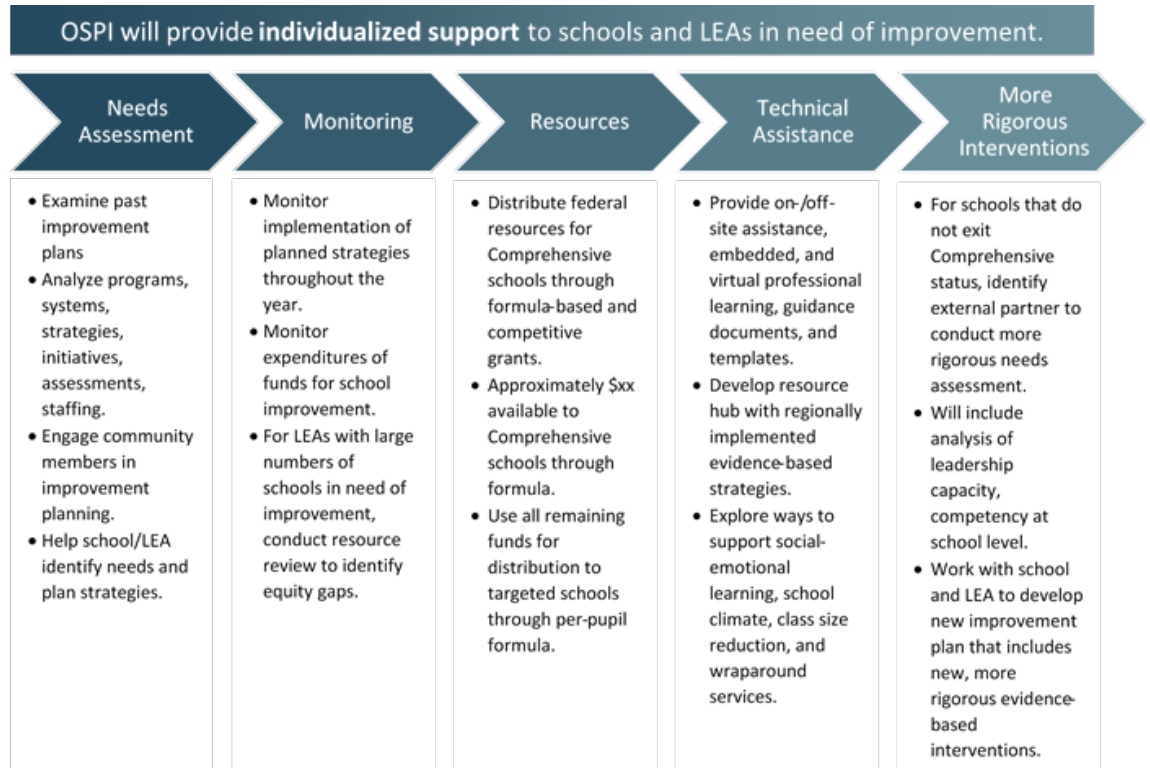 OSPI will provide individualized support to schools and LEAs in need of improvement.
Needs
Assessment
• Examine past
improvement
plans
• Analyze programs,
systems,
strategies,
initiatives,
assessments,
staffing.
• Engage community
members in
improvement
planning.
• Help school/LEA
identify needs and
plan strategies.
Monitoring
• Monitor
implementation of
planned strategies
throughout the
year.
• Monitor
expenditures of
funds for school
improvement.
• For LEAs with large
numbers of
schools in need of
improvement,
conduct resource
review to identify
equity gaps.
Resources
• Distribute federal
resources for
Comprehensive
schools through
formula-based and
competitive
grants.
• Approximately $xx
available to
Comprehensive
schools through
formula.
• Use all remaining
funds for
distribution to
targeted schools
through per-pupil
formula.
Technical
Assistance
• Provide on-/off-
site assistance,
embedded, and
virtual professional
learning, guidance
documents, and
templates.
• Develop resource
hub with regionally
implemented
evidence-based
strategies.
• Explore ways to
support social-
emotional
learning, school
climate, class size
reduction, and
wraparound
services.
More
Rigorous
Interventions
• For schools that do
not exit
Comprehensive
status, identify
external partner to
conduct more
rigorous needs
assessment.
• Will include
analysis of
leadership
capacity,
competency at
school level.
• Work with school
and LEA to develop
new improvement
plan that includes
new, more
rigorous evidence-
based
interventions.